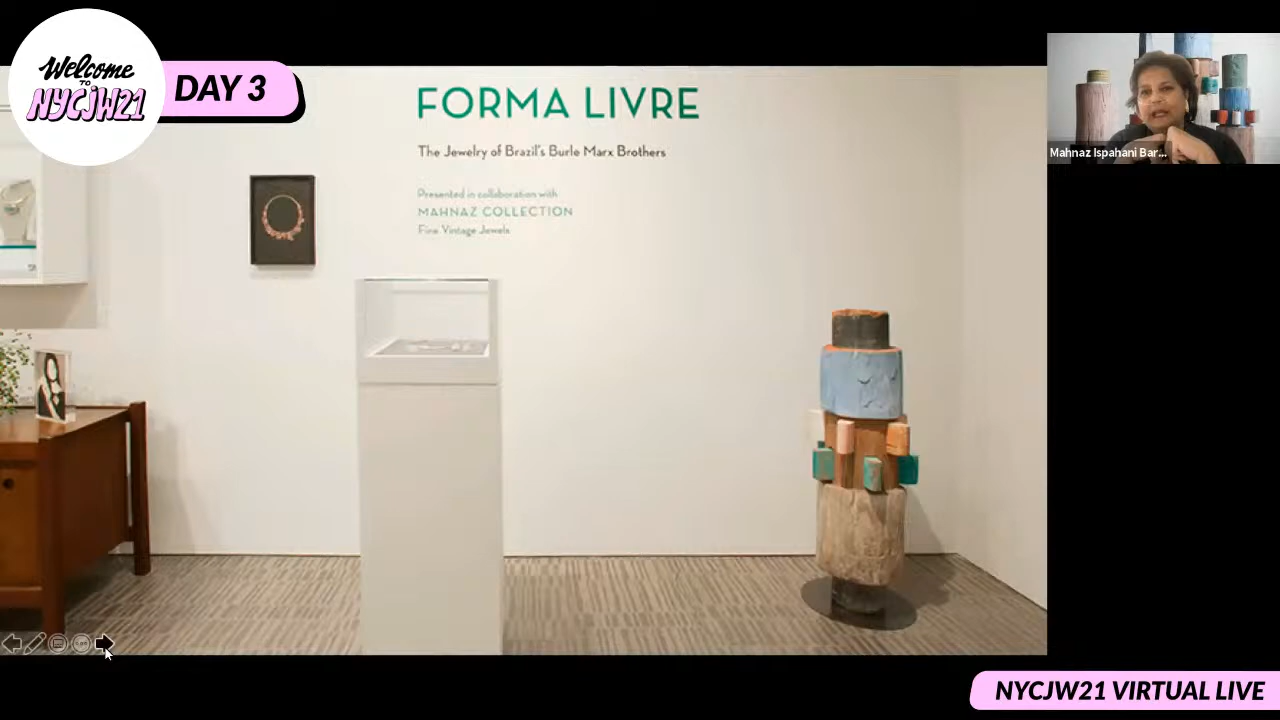 Welcome
TO
NYCJW21
DAY 3
FORMA LIVRE
The Jewelry of Brazil's Burle Marx Brothers
Presented in collaboration with
MAHNAZ COLLECTION
Fine Vintage Jewels
Mahnaz Ispahani Bar...
NYCJW21 VIRTUAL LIVE